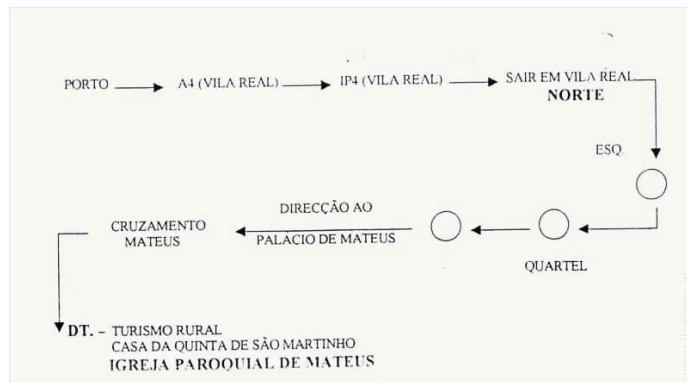 PORTO A4 (VILA REAL) IP4 (VILA REAL) SAIR EM VILA REAL
NORTE
ESQ.
DIRECÇÃO AO
PALÁCIO DE MATEUS
CRUZAMENTO
MATEUS
QUARTEL
DT. – TURISMO RURAL
CASA DA QUINTA DE SÃO MARTINHO
IGREJA PAROQUIAL DE MATEUS